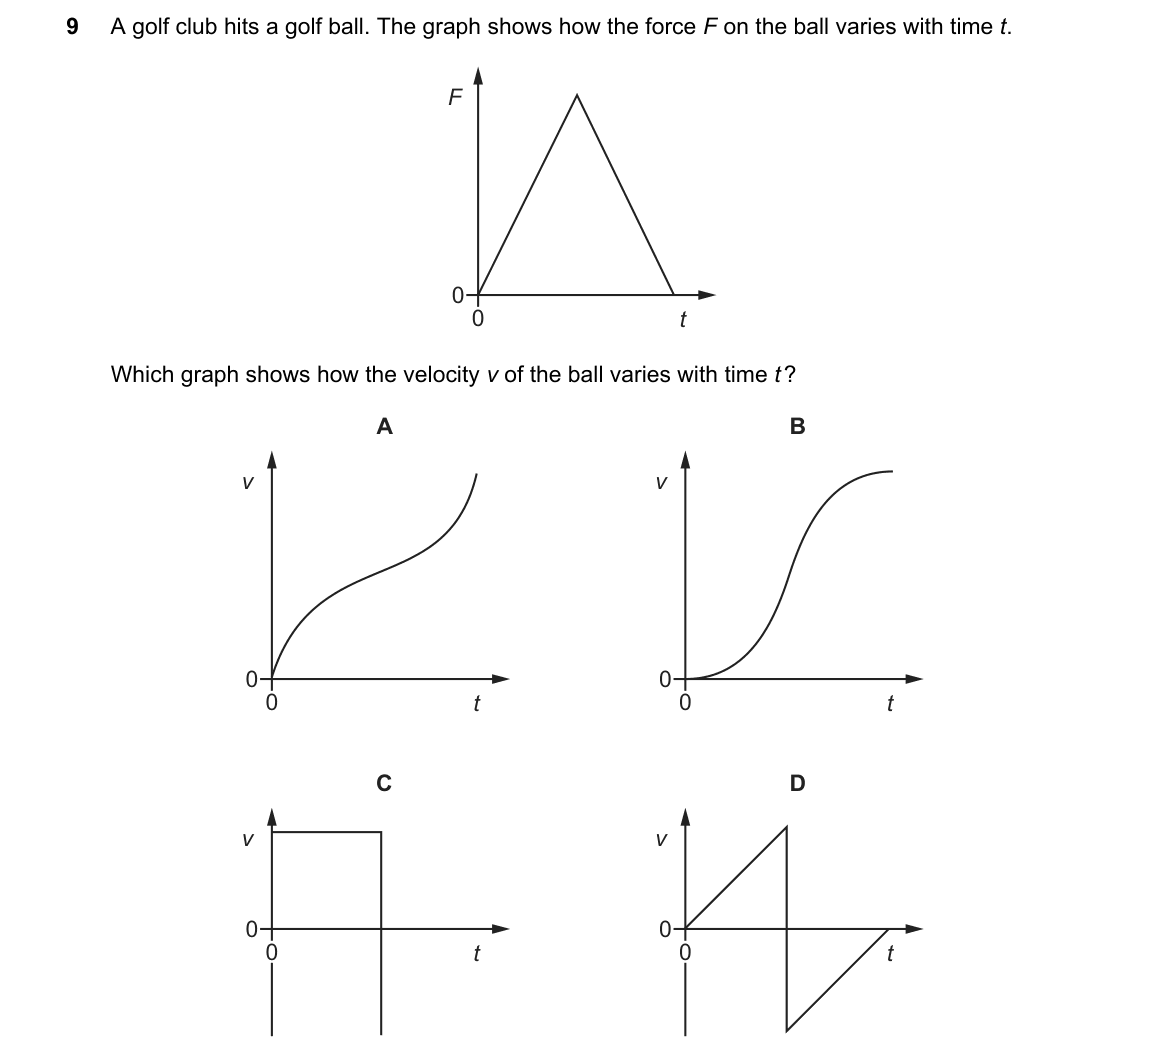 9 A golf club hits a golf ball. The graph shows how the force F on the ball varies with time t.
F
0
0
t
Which graph shows how the velocity v of the ball varies with time t?
A
B
v
v
0
0
0
t
0
t
C
D
v
v
0
0
0
t
0
t